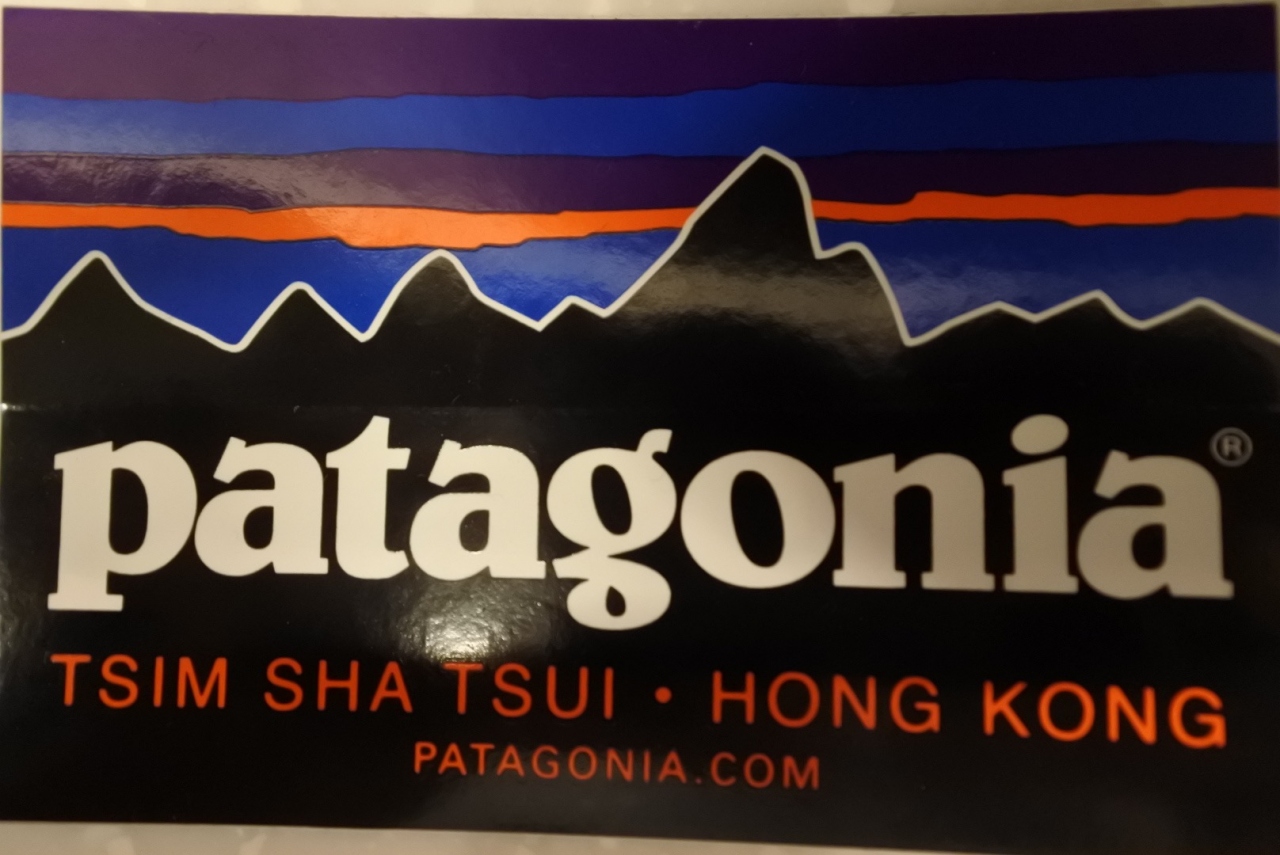 patagonia®
TSIM SHA TSUI • HONG KONG
PATAGONIA.COM